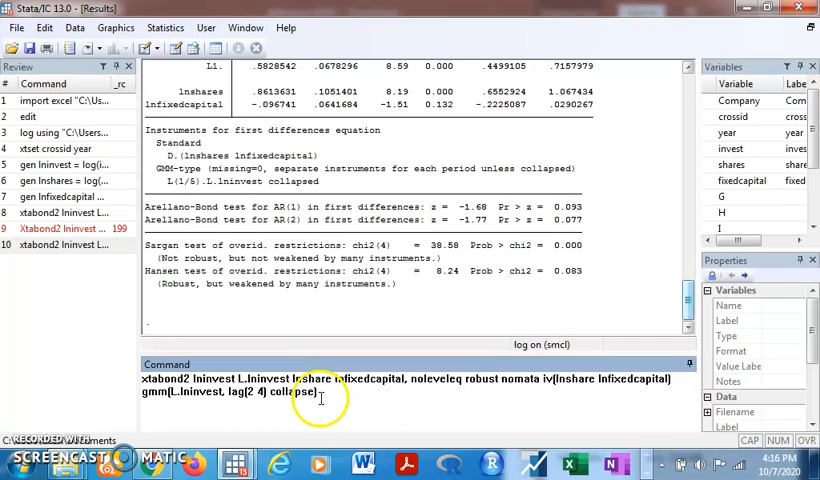 Stata/IC 13.0 - [Results]
File Edit Data Graphics Statistics User Window Help
Review
# Command _rc
1 import excel "C:\Us...
2 edit
3 log using "C:\Users...
4 xtset crossid year
5 gen lninvest = log(i...
6 gen lnshares = log(...
7 gen lnfixedcapital ...
8 xtabond2 lninvest L...
9 Xtabond2 lninvest ... 199
10 xtabond2 lninvest L...
L1. .5828542 .0678296 8.59 0.000 .4499105 .7157979
lnshares .8613631 .1051401 8.19 0.000 .6552924 1.067434
lnfixedcapital -.096741 .0641684 -1.51 0.132 -.2225087 .0290267
Instruments for first differences equation
Standard
D.(lnshares lnfixedcapital)
GMM-type (missing=0, separate instruments for each period unless collapsed)
L(1/5).L.lninvest collapsed
Arellano-Bond test for AR(1) in first differences: z = -1.68 Pr > z = 0.093
Arellano-Bond test for AR(2) in first differences: z = -1.77 Pr > z = 0.077
Sargan test of overid. restrictions: chi2(4) = 38.58 Prob > chi2 = 0.000
(Not robust, but not weakened by many instruments.)
Hansen test of overid. restrictions: chi2(4) = 8.24 Prob > chi2 = 0.083
(Robust, but weakened by many instruments.)
.
log on (smcl)
Command
xtabond2 lninvest L.lninvest lnshare lnfixedcapital, noleveleq robust nomata iv(lnshare lnfixedcapital)
gmm(L.lninvest, lag(2 4) collapse)
Variables
Variable Labe
Company Com
crossid cros
year year
invest inve
shares share
fixedcapital fixed
G
H
I
Properties
Variables
Name
Label
Type
Format
Value Label
Notes
Data
Filename
Label
C:\Users\
ments
CAP NUM OVR
RECORDED WITH
SCREENCAST MATIC
4:16 PM
10/7/2020